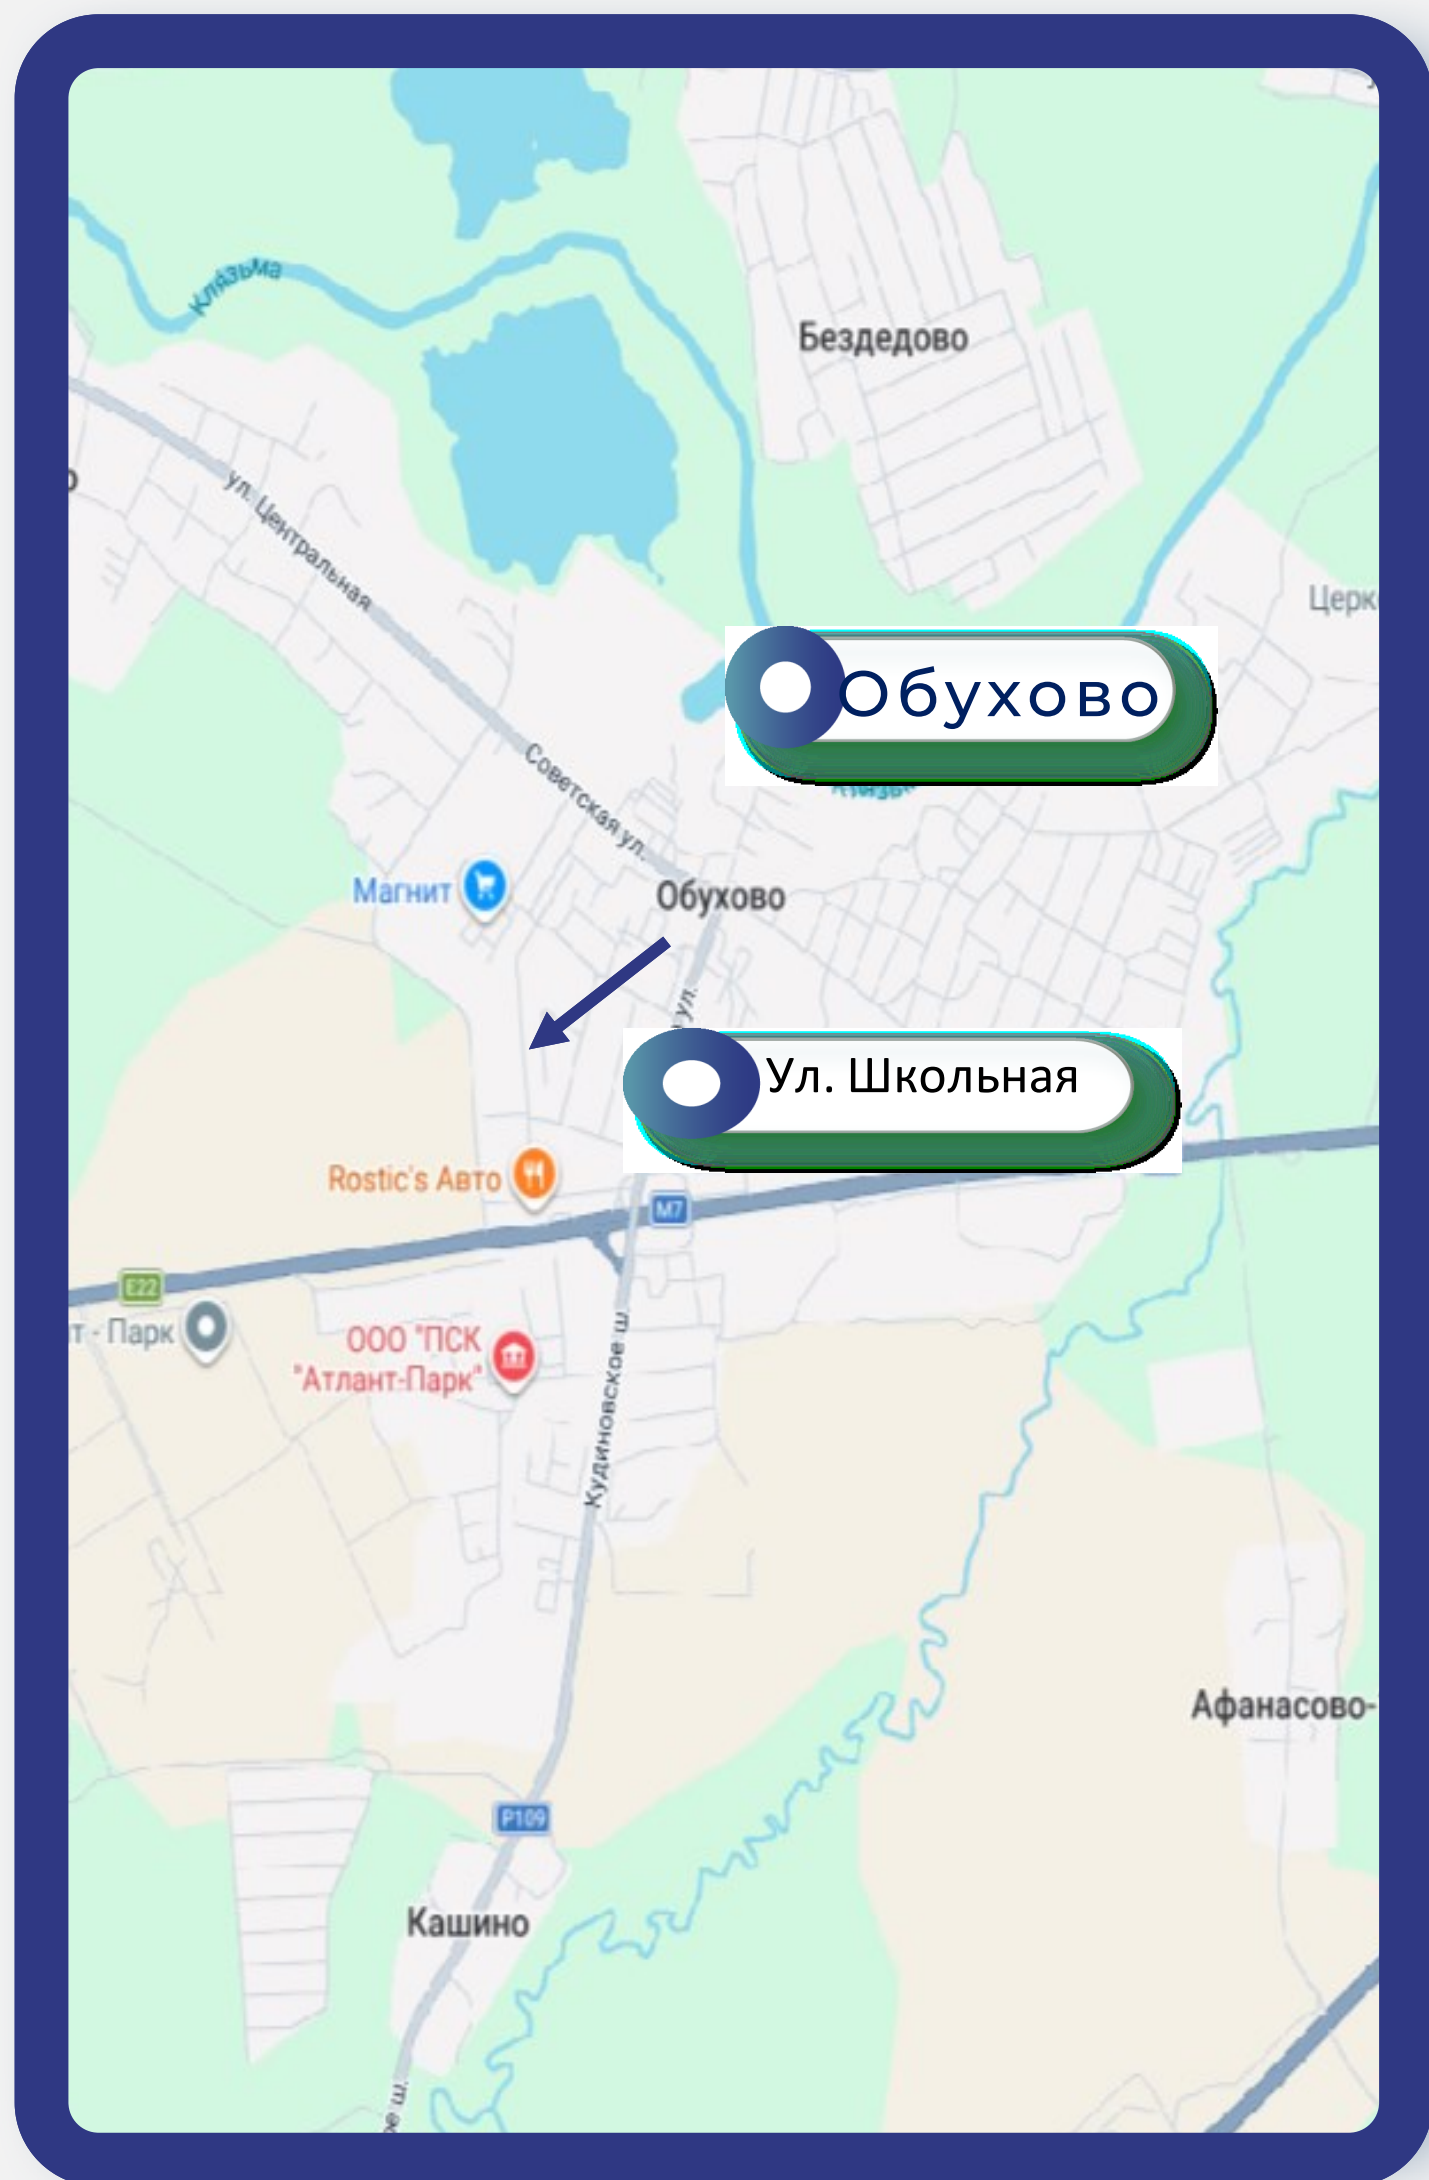 Клязьма
Бездедово
ул. Центральная
Церк
Обухово
Советская ул.
Магнит
Обухово
ул.
Ул. Школьная
Rostic's Авто
M7
E22
т - Парк
ООО "ПСК
"Атлант-Парк"
Кудиновское ш.
Афанасово-
P109
Кашино
ое ш.